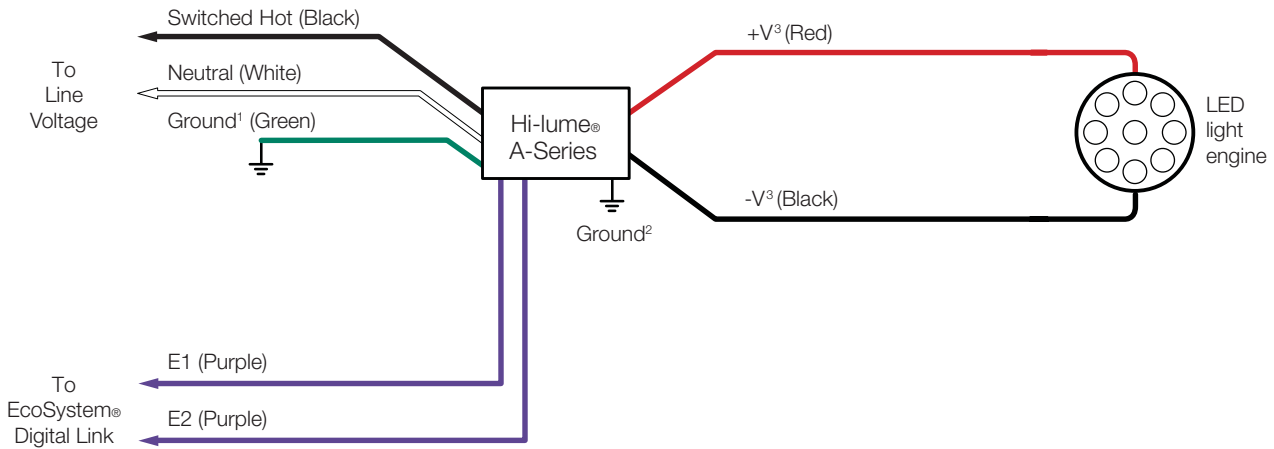 Switched Hot (Black)
To
Line
Voltage
Neutral (White)
Ground¹ (Green)
Hi-lume®
A-Series
Ground²
+V³ (Red)
-V³ (Black)
LED
light
engine
To
EcoSystem®
Digital Link
E1 (Purple)
E2 (Purple)